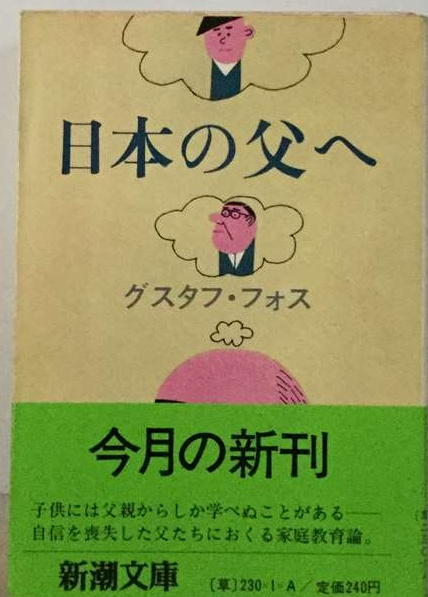 日本の父へ
グスタフ・フォス
今月の新刊
子供には父親からしか学べぬことがある——
自信を喪失した父たちにおくる家庭教育論。
新潮文庫 〔草〕230=1=A／定価240円